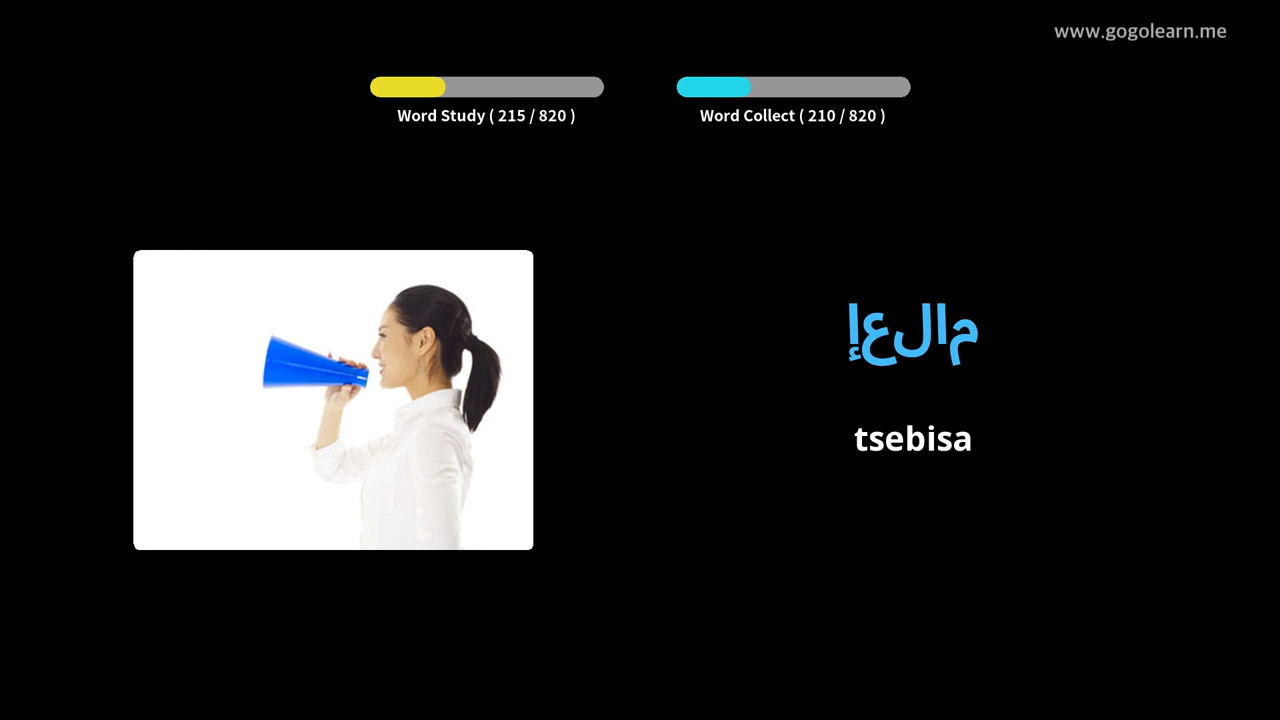 www.gogolearn.me
Word Study ( 215 / 820 )
Word Collect ( 210 / 820 )
إعلام
tsebisa